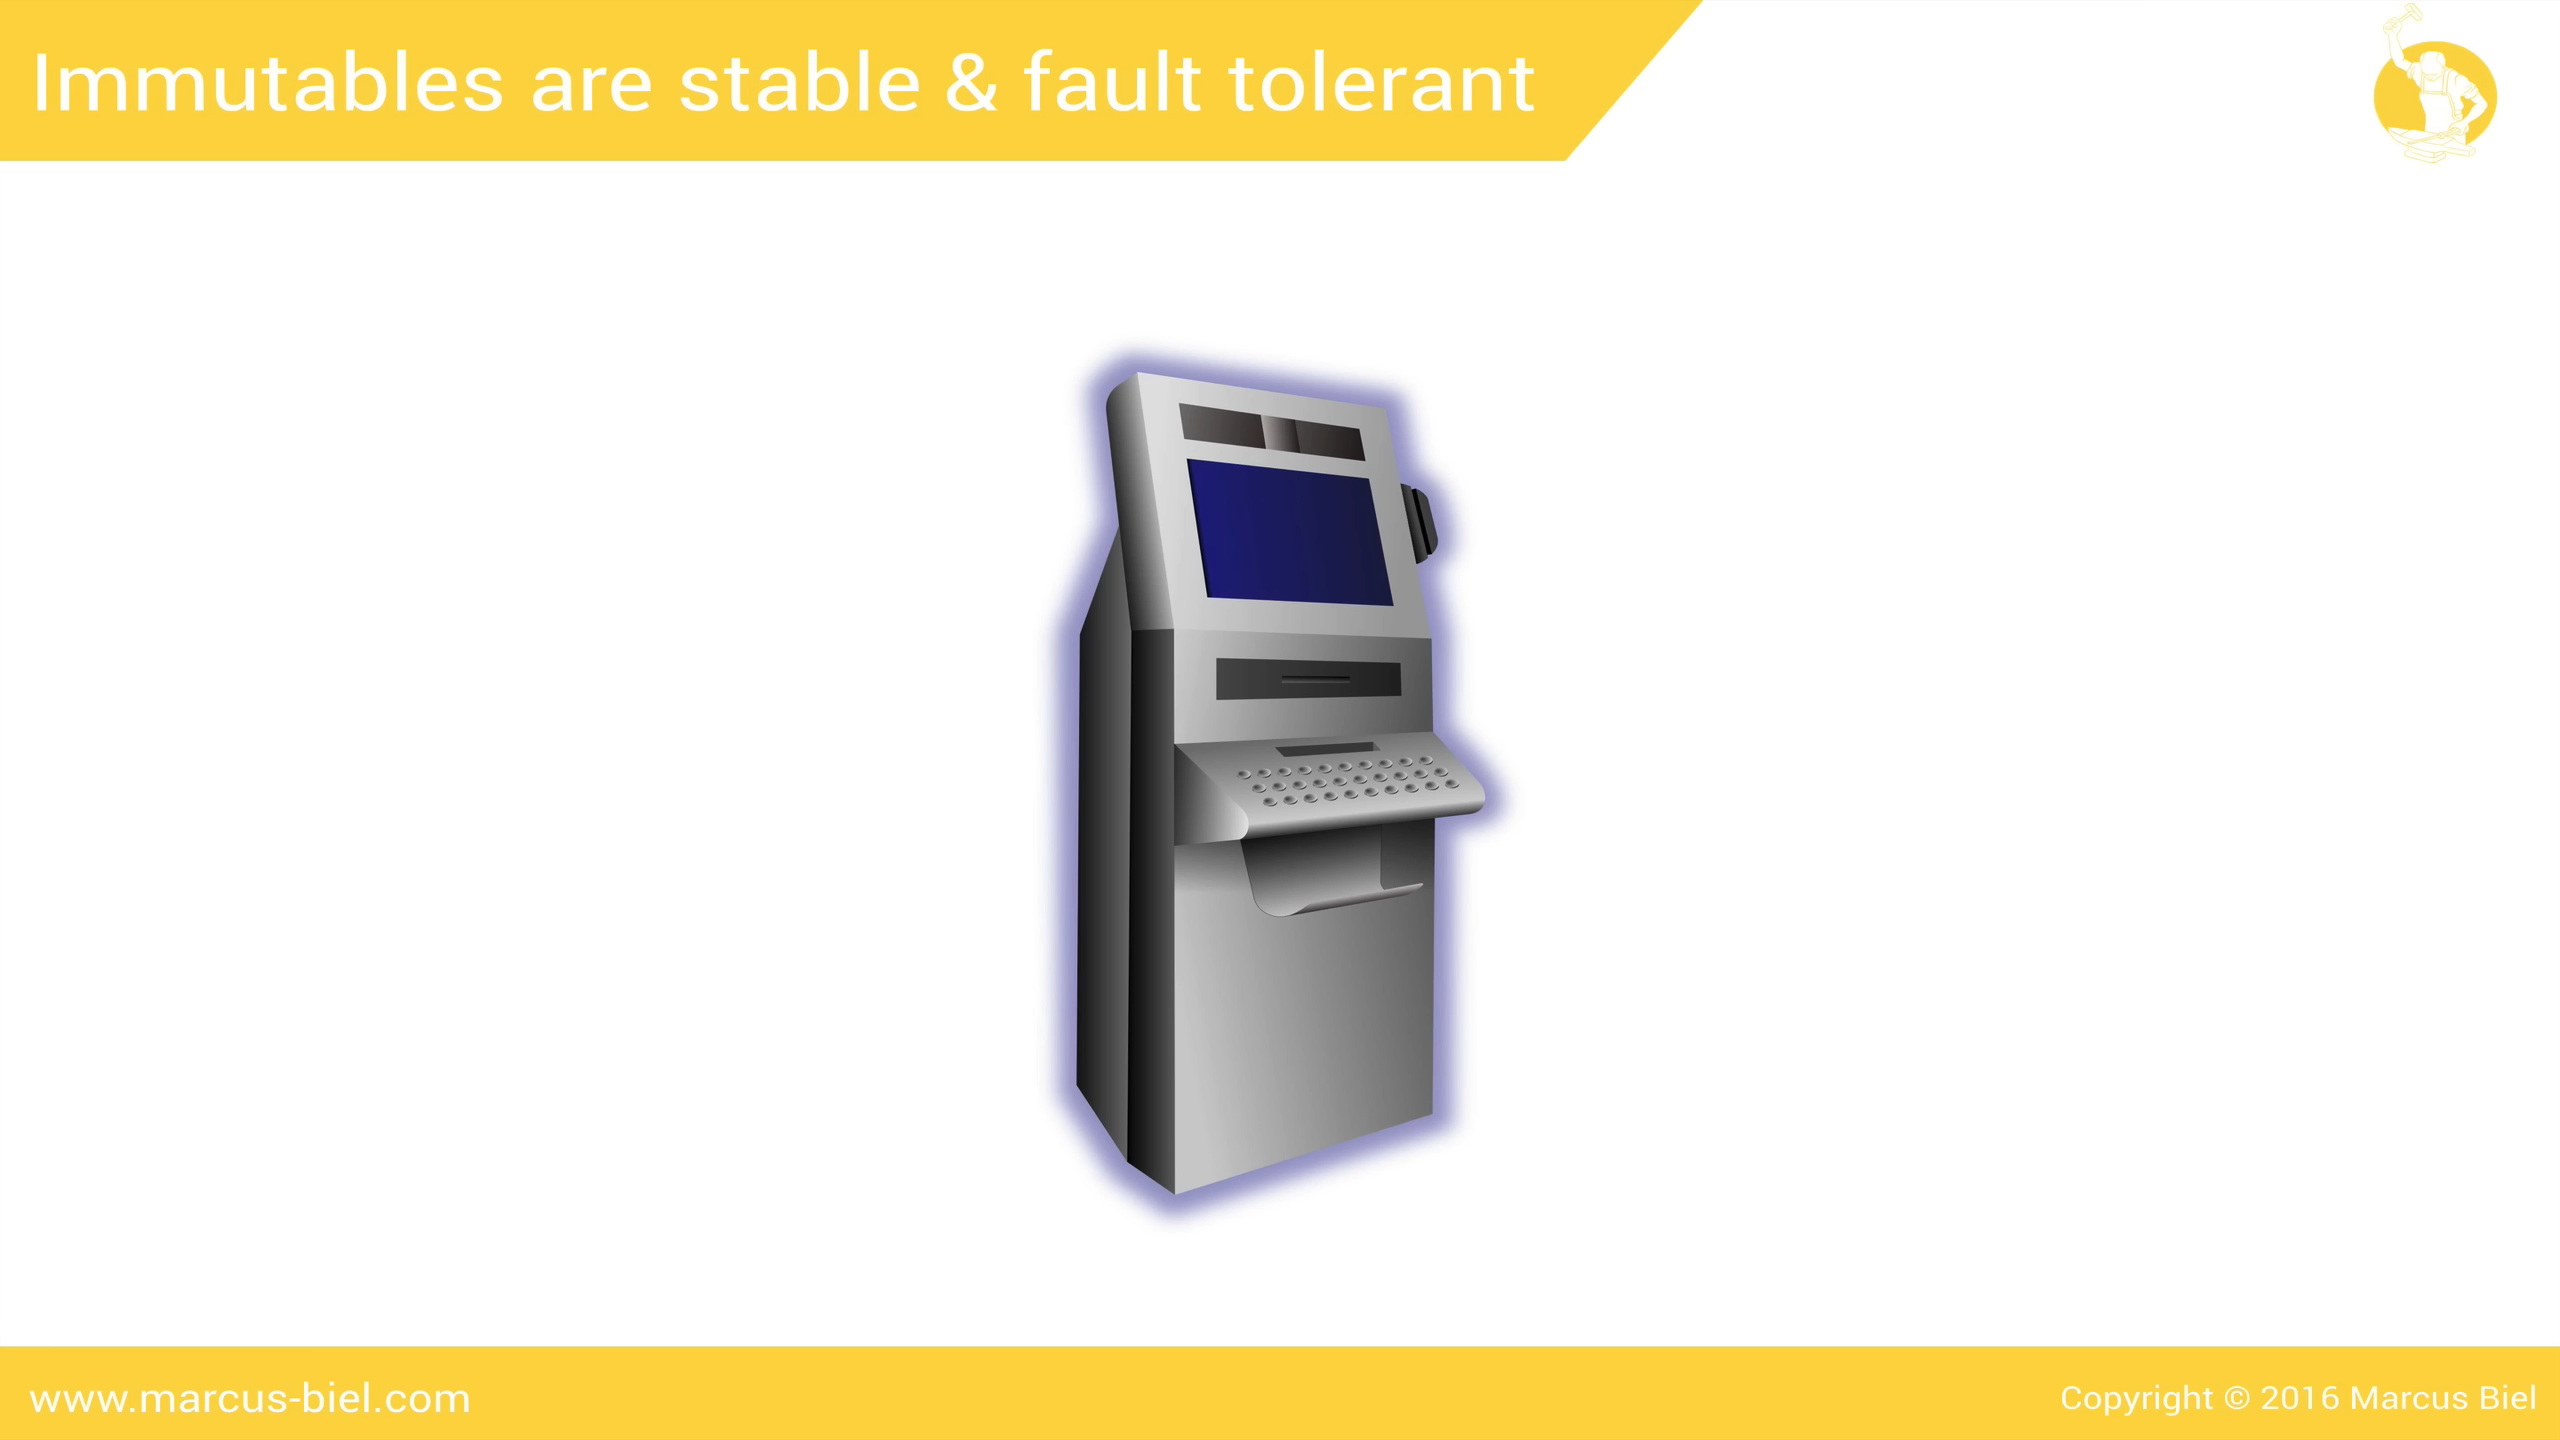 Immutables are stable & fault tolerant
www.marcus-biel.com
Copyright © 2016 Marcus Biel